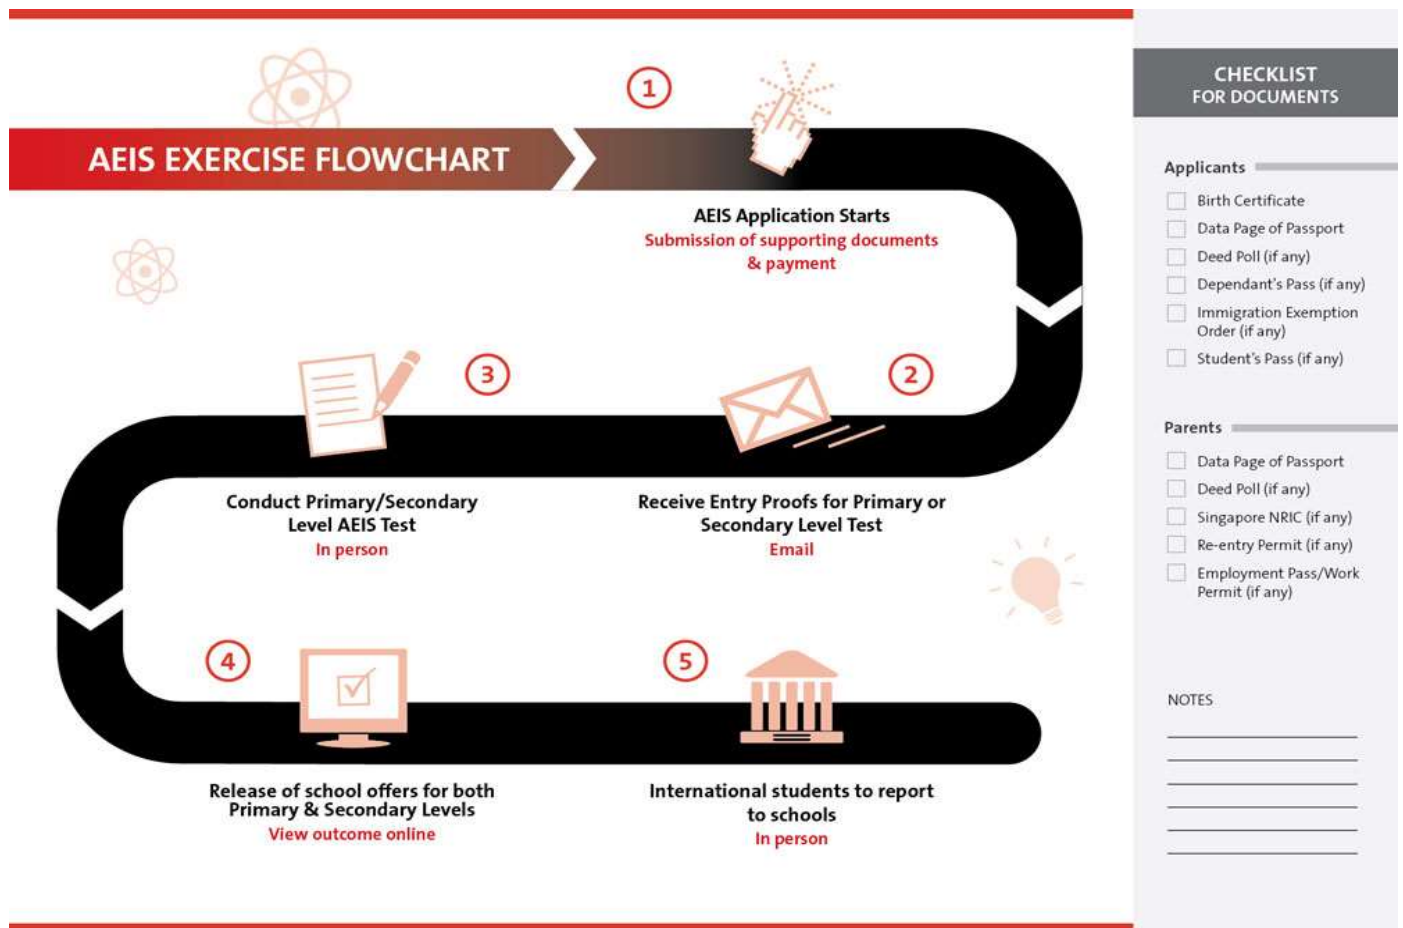 AEIS EXERCISE FLOWCHART
1
AEIS Application Starts
Submission of supporting documents
& payment
2
Receive Entry Proofs for Primary or
Secondary Level Test
Email
3
Conduct Primary/Secondary
Level AEIS Test
In person
4
Release of school offers for both
Primary & Secondary Levels
View outcome online
5
International students to report
to schools
In person
CHECKLIST
FOR DOCUMENTS
Applicants
Birth Certificate
Data Page of Passport
Deed Poll (if any)
Dependant's Pass (if any)
Immigration Exemption
Order (if any)
Student's Pass (if any)
Parents
Data Page of Passport
Deed Poll (if any)
Singapore NRIC (if any)
Re-entry Permit (if any)
Employment Pass/Work
Permit (if any)
NOTES